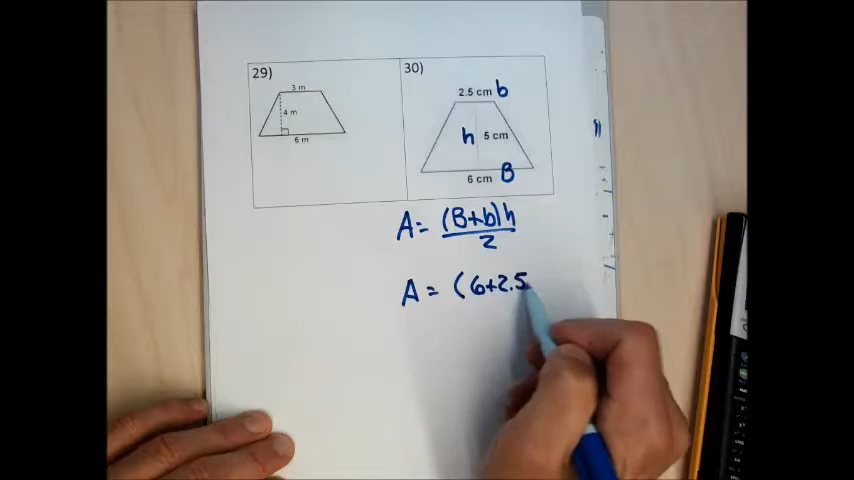 29)
3 m
4 m
6 m
30)
2.5 cm b
h 5 cm
6 cm B
A = (B+b)h
2
A = (6+2.5